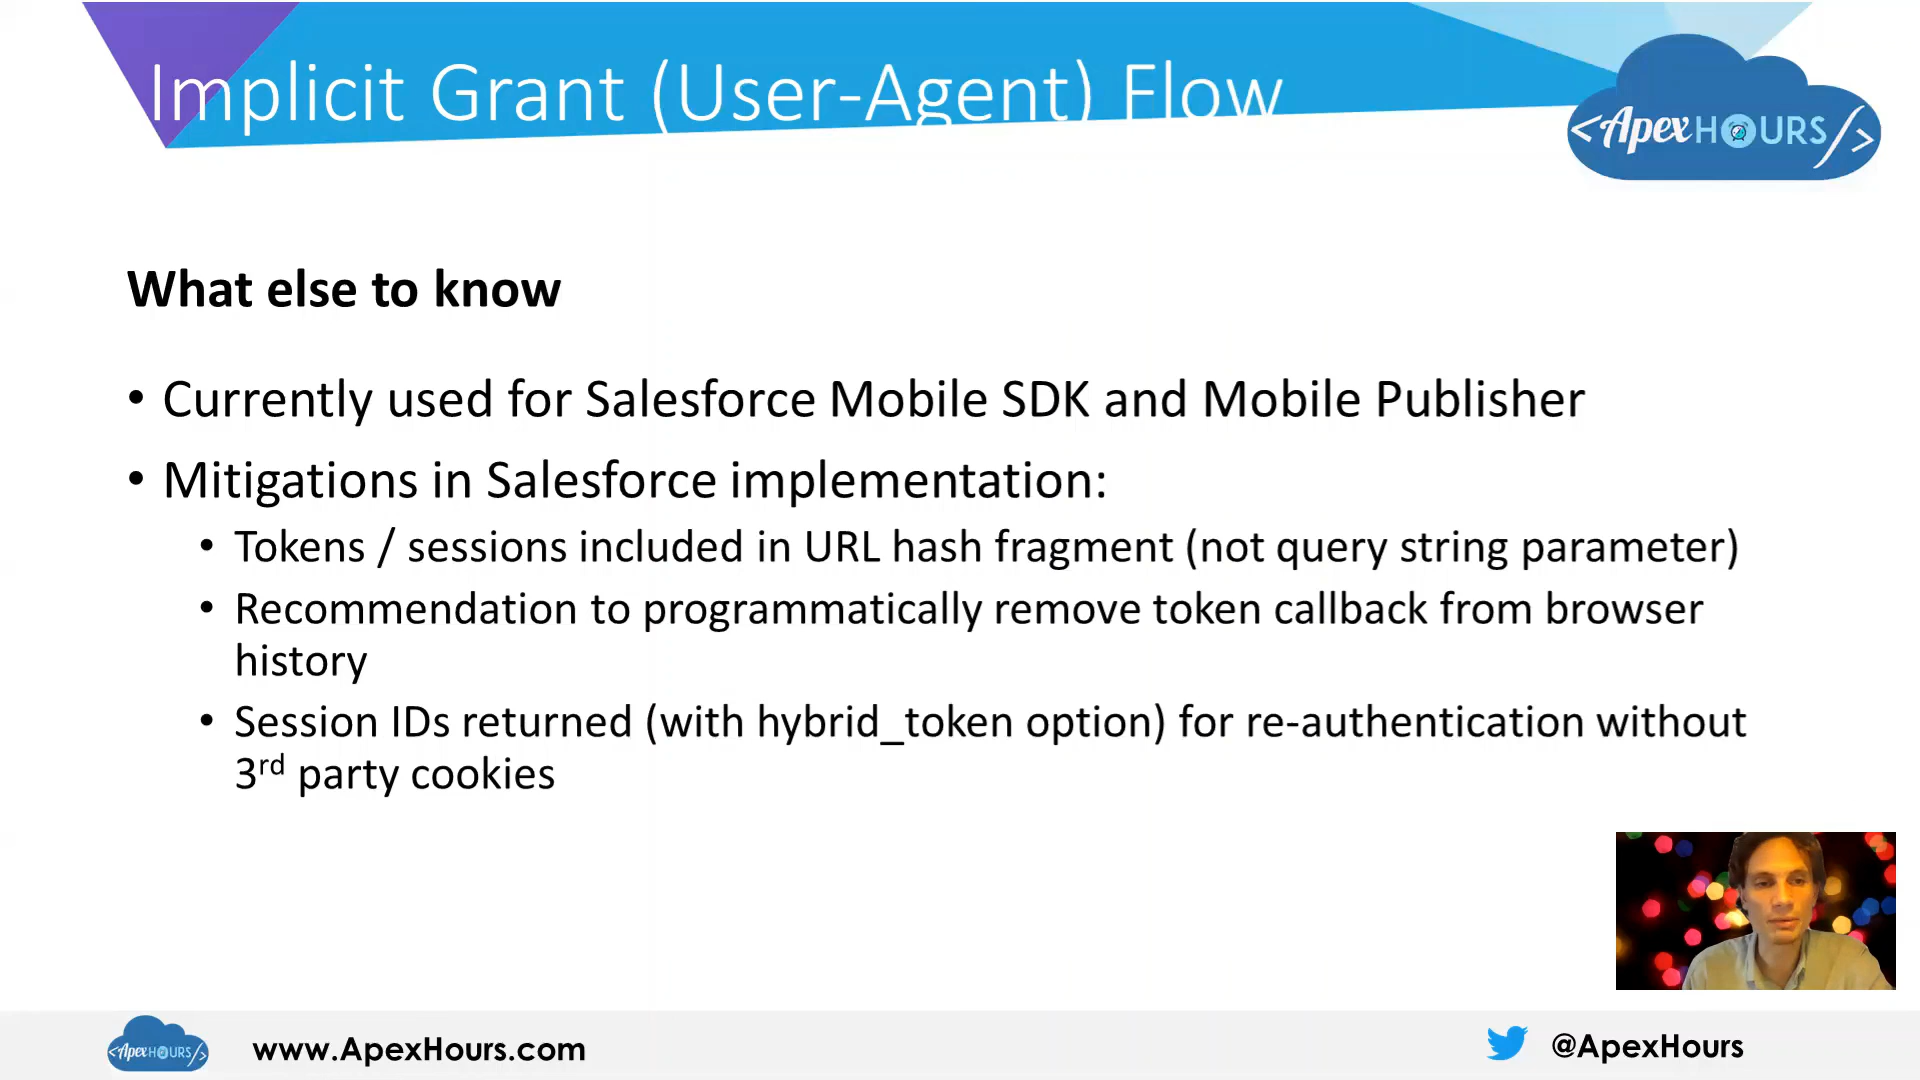 Implicit Grant (User-Agent) Flow
<ApexHOURS/>
What else to know
• Currently used for Salesforce Mobile SDK and Mobile Publisher
• Mitigations in Salesforce implementation:
• Tokens / sessions included in URL hash fragment (not query string parameter)
• Recommendation to programmatically remove token callback from browser
history
• Session IDs returned (with hybrid_token option) for re-authentication without
3rd party cookies
<ApexHOURS/>
www.ApexHours.com
@ApexHours